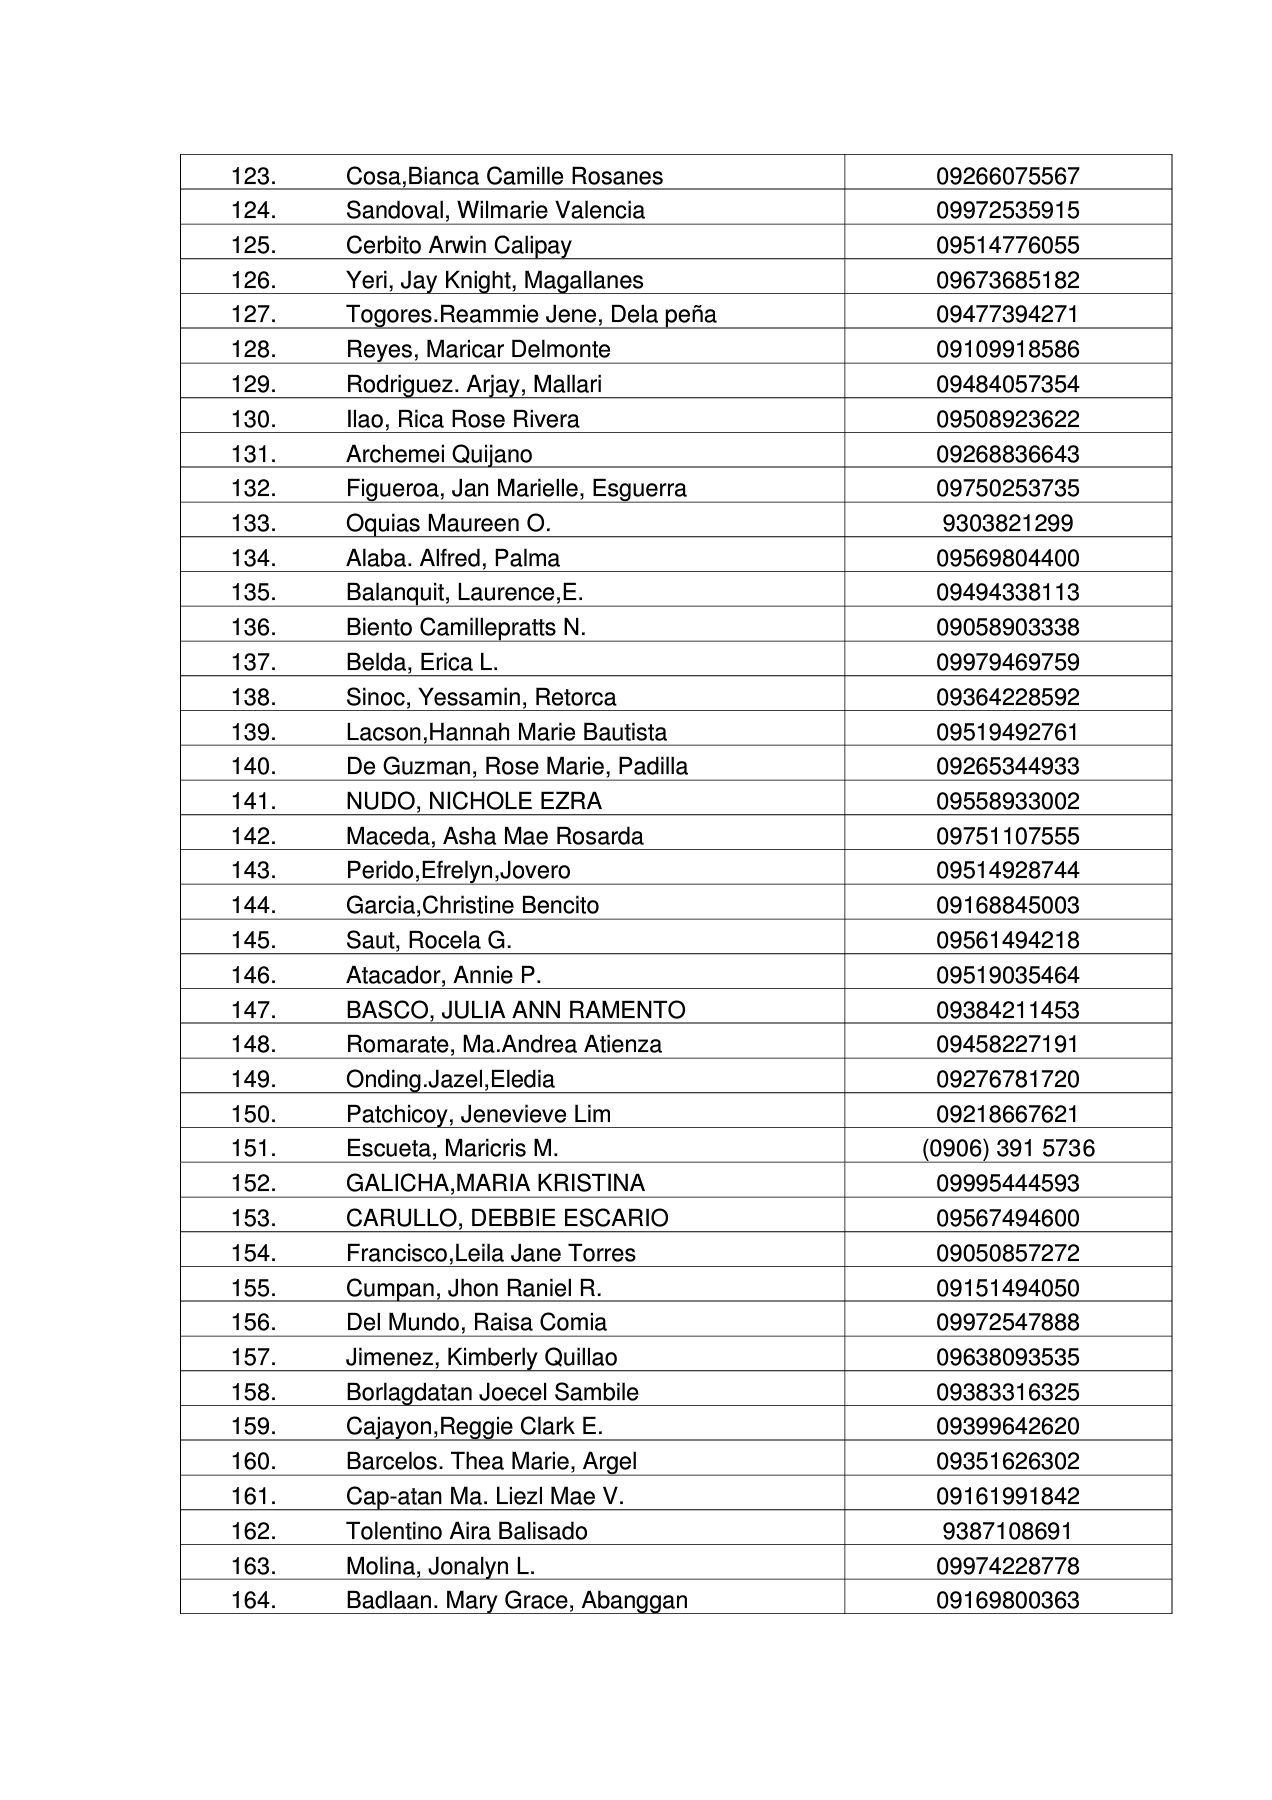 123. Cosa,Bianca Camille Rosanes 09266075567
124. Sandoval, Wilmarie Valencia 09972535915
125. Cerbito Arwin Calipay 09514776055
126. Yeri, Jay Knight, Magallanes 09673685182
127. Togores.Reammie Jene, Dela peña 09477394271
128. Reyes, Maricar Delmonte 09109918586
129. Rodriguez. Arjay, Mallari 09484057354
130. Ilao, Rica Rose Rivera 09508923622
131. Archemei Quijano 09268836643
132. Figueroa, Jan Marielle, Esguerra 09750253735
133. Oquias Maureen O. 9303821299
134. Alaba. Alfred, Palma 09569804400
135. Balanquit, Laurence,E. 09494338113
136. Biento Camillepratts N. 09058903338
137. Belda, Erica L. 09979469759
138. Sinoc, Yessamin, Retorca 09364228592
139. Lacson,Hannah Marie Bautista 09519492761
140. De Guzman, Rose Marie, Padilla 09265344933
141. NUDO, NICHOLE EZRA 09558933002
142. Maceda, Asha Mae Rosarda 09751107555
143. Perido,Efrelyn,Jovero 09514928744
144. Garcia,Christine Bencito 09168845003
145. Saut, Rocela G. 09561494218
146. Atacador, Annie P. 09519035464
147. BASCO, JULIA ANN RAMENTO 09384211453
148. Romarate, Ma.Andrea Atienza 09458227191
149. Onding.Jazel,Eledia 09276781720
150. Patchicoy, Jenevieve Lim 09218667621
151. Escueta, Maricris M. (0906) 391 5736
152. GALICHA,MARIA KRISTINA 09995444593
153. CARULLO, DEBBIE ESCARIO 09567494600
154. Francisco,Leila Jane Torres 09050857272
155. Cumpan, Jhon Raniel R. 09151494050
156. Del Mundo, Raisa Comia 09972547888
157. Jimenez, Kimberly Quillao 09638093535
158. Borlagdatan Joecel Sambile 09383316325
159. Cajayon,Reggie Clark E. 09399642620
160. Barcelos. Thea Marie, Argel 09351626302
161. Cap-atan Ma. Liezl Mae V. 09161991842
162. Tolentino Aira Balisado 9387108691
163. Molina, Jonalyn L. 09974228778
164. Badlaan. Mary Grace, Abanggan 09169800363